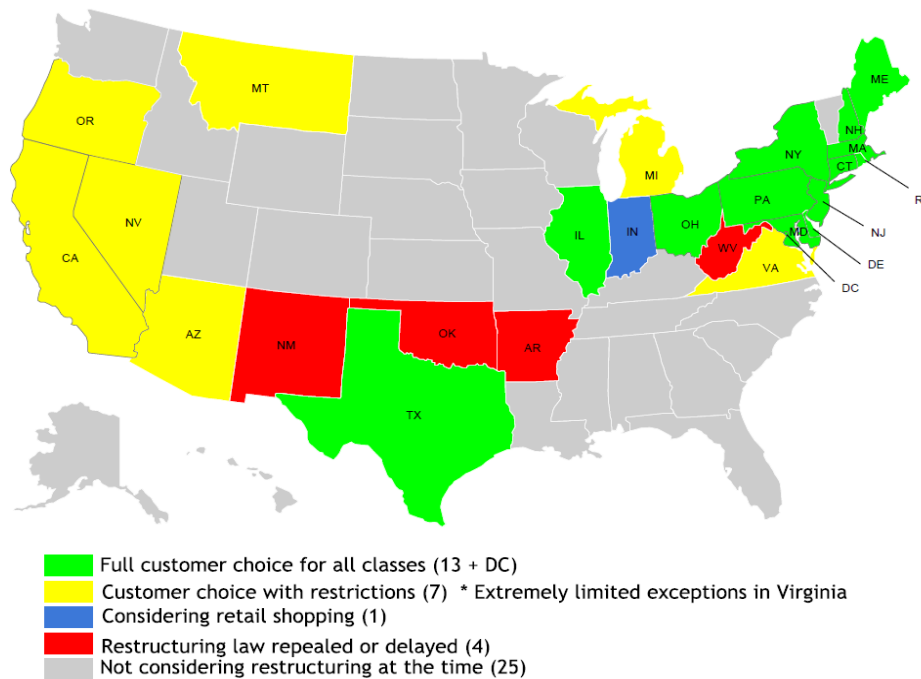 ME
MT
OR
NH
MA
NY
CT
MI
R
PA
NV
OH
IL
IN
NJ
MD
CA
WV
DE
VA
DC
AZ
OK
NM
AR
TX
Full customer choice for all classes (13 + DC)
Customer choice with restrictions (7) * Extremely limited exceptions in Virginia
Considering retail shopping (1)
Restructuring law repealed or delayed (4)
Not considering restructuring at the time (25)